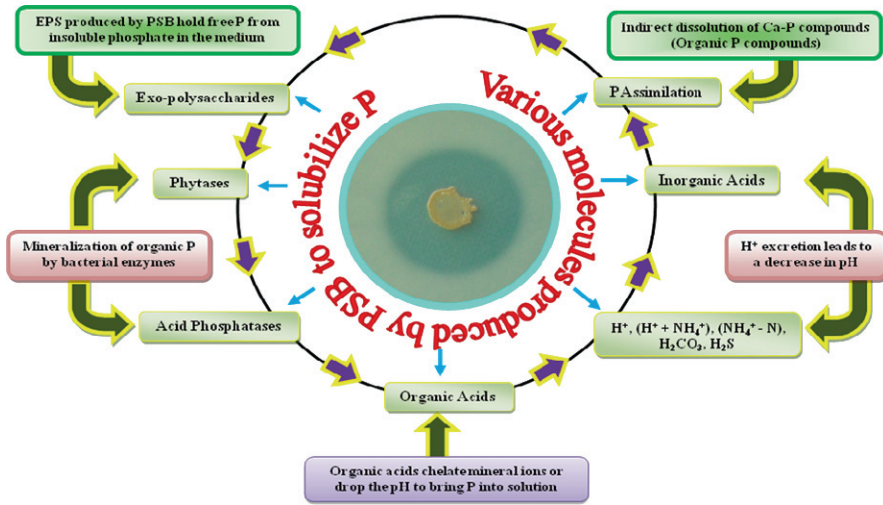 EPS produced by PSB hold free P from
insoluble phosphate in the medium
Indirect dissolution of Ca-P compounds
(Organic P compounds)
Exo-polysaccharides
P Assimilation
Various molecules produced by PSB to solubilize P
Phytases
Inorganic Acids
Mineralization of organic P
by bacterial enzymes
H⁺ excretion leads to
a decrease in pH
Acid Phosphatases
H⁺, (H⁺ + NH₄⁺), (NH₄⁺ - N),
H₂CO₃, H₂S
Organic Acids
Organic acids chelate mineral ions or
drop the pH to bring P into solution